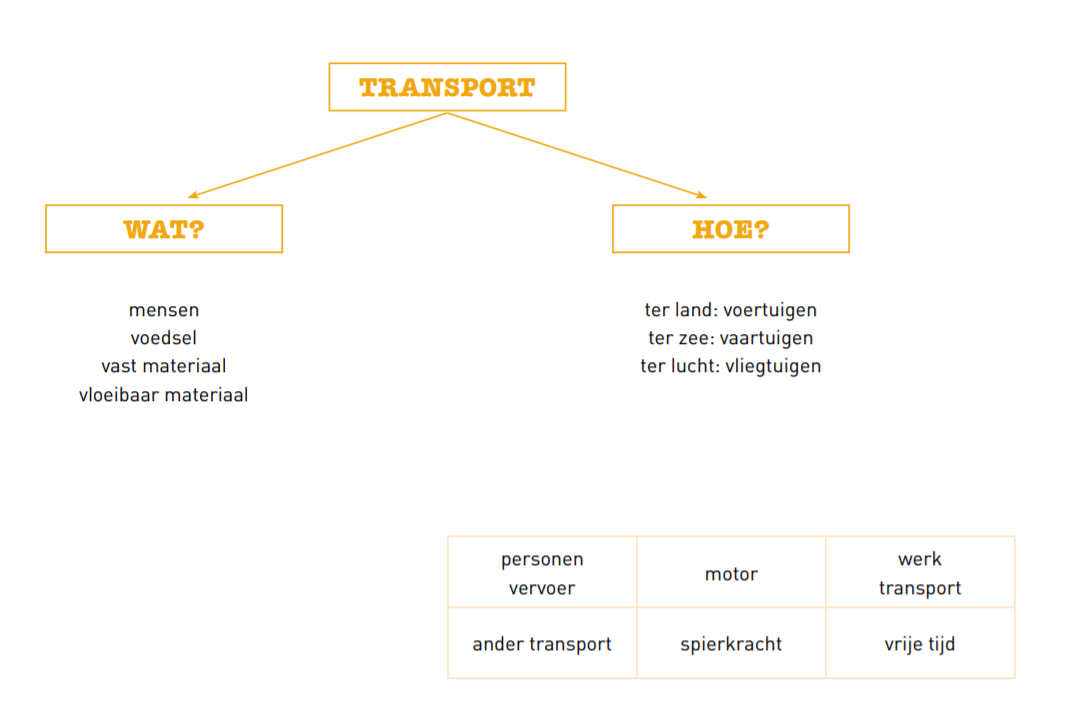 TRANSPORT
WAT?
mensen
voedsel
vast materiaal
vloeibaar materiaal
HOE?
ter land: voertuigen
ter zee: vaartuigen
ter lucht: vliegtuigen
personen
vervoer
motor
werk
transport
ander transport
spierkracht
vrije tijd